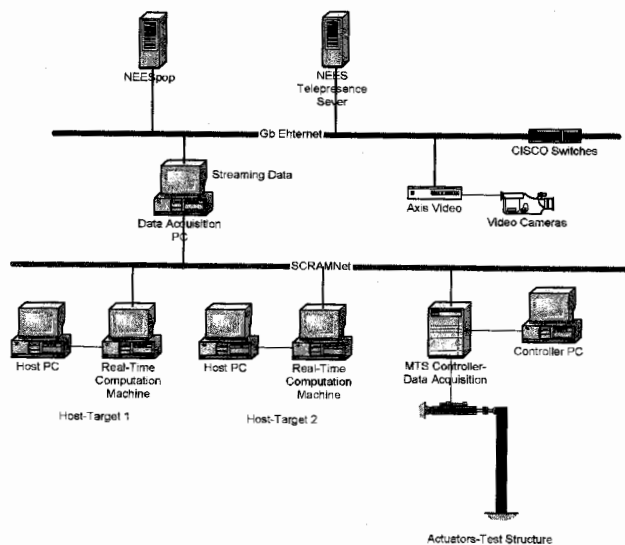 NEESpop
NEES
Telepresence
Sever
Gb Ehternet
CISCO Switches
Streaming Data
Data Acquisition
PC
Axis Video
Video Cameras
SCRAMNet
Host PC
Real-Time
Computation
Machine
Host PC
Real-Time
Computation
Machine
MTS Controller-
Data Acquisition
Controller PC
Host-Target 1
Host-Target 2
Actuators-Test Structure